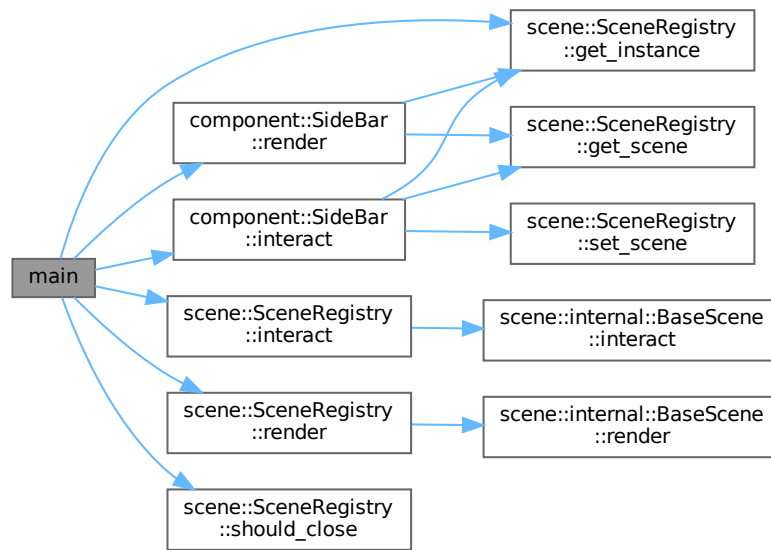 scene::SceneRegistry
::get_instance
component::SideBar
::render
scene::SceneRegistry
::get_scene
component::SideBar
::interact
scene::SceneRegistry
::set_scene
main
scene::SceneRegistry
::interact
scene::internal::BaseScene
::interact
scene::SceneRegistry
::render
scene::internal::BaseScene
::render
scene::SceneRegistry
::should_close